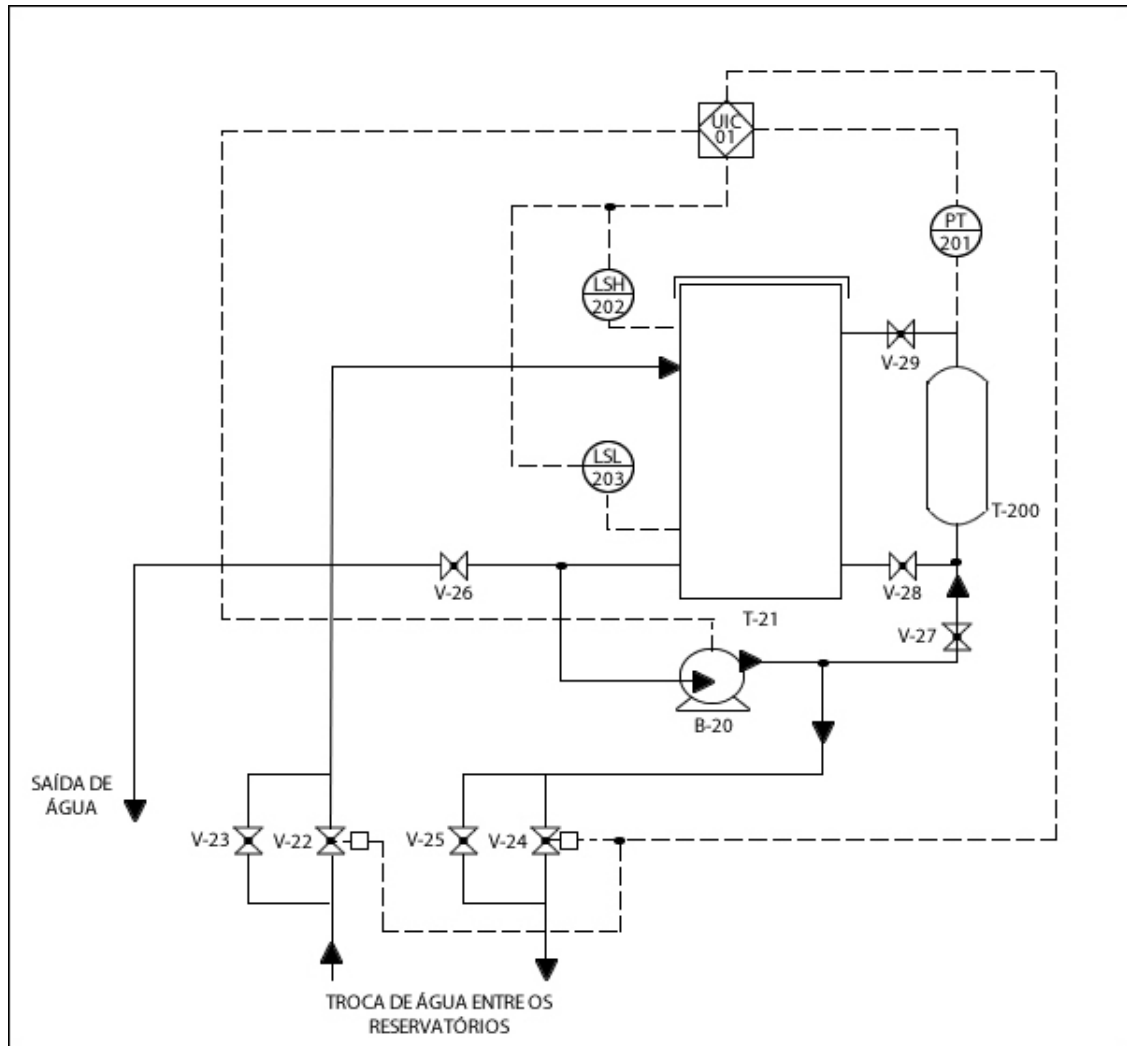 UIC
01
PT
201
LSH
202
V-29
LSL
203
T-200
V-26
V-28
T-21
V-27
B-20
SAÍDA DE
ÁGUA
V-23
V-22
V-25
V-24
TROCA DE ÁGUA ENTRE OS
RESERVATÓRIOS